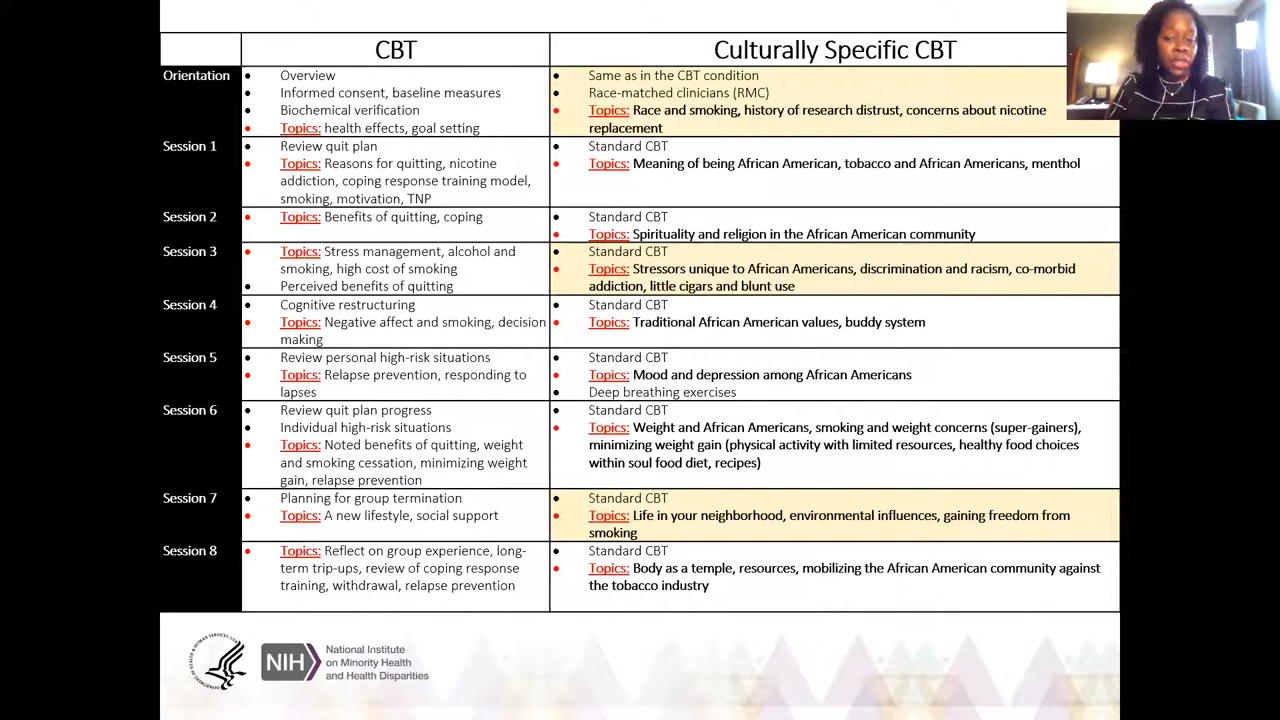 CBT
Culturally Specific CBT
Orientation
Overview
Informed consent, baseline measures
Biochemical verification
Topics: health effects, goal setting
Same as in the CBT condition
Race-matched clinicians (RMC)
Topics: Race and smoking, history of research distrust, concerns about nicotine
replacement
Session 1
Review quit plan
Topics: Reasons for quitting, nicotine
addiction, coping response training model,
smoking, motivation, TNP
Standard CBT
Topics: Meaning of being African American, tobacco and African Americans, menthol
Session 2
Topics: Benefits of quitting, coping
Standard CBT
Topics: Spirituality and religion in the African American community
Session 3
Topics: Stress management, alcohol and
smoking, high cost of smoking
Perceived benefits of quitting
Standard CBT
Topics: Stressors unique to African Americans, discrimination and racism, co-morbid
addiction, little cigars and blunt use
Session 4
Cognitive restructuring
Topics: Negative affect and smoking, decision
making
Standard CBT
Topics: Traditional African American values, buddy system
Session 5
Review personal high-risk situations
Topics: Relapse prevention, responding to
lapses
Standard CBT
Topics: Mood and depression among African Americans
Deep breathing exercises
Session 6
Review quit plan progress
Individual high-risk situations
Topics: Noted benefits of quitting, weight
and smoking cessation, minimizing weight
gain, relapse prevention
Standard CBT
Topics: Weight and African Americans, smoking and weight concerns (super-gainers),
minimizing weight gain (physical activity with limited resources, healthy food choices
within soul food diet, recipes)
Session 7
Planning for group termination
Topics: A new lifestyle, social support
Standard CBT
Topics: Life in your neighborhood, environmental influences, gaining freedom from
smoking
Session 8
Topics: Reflect on group experience, long-
term trip-ups, review of coping response
training, withdrawal, relapse prevention
Standard CBT
Topics: Body as a temple, resources, mobilizing the African American community against
the tobacco industry
NIH
National Institute
on Minority Health
and Health Disparities